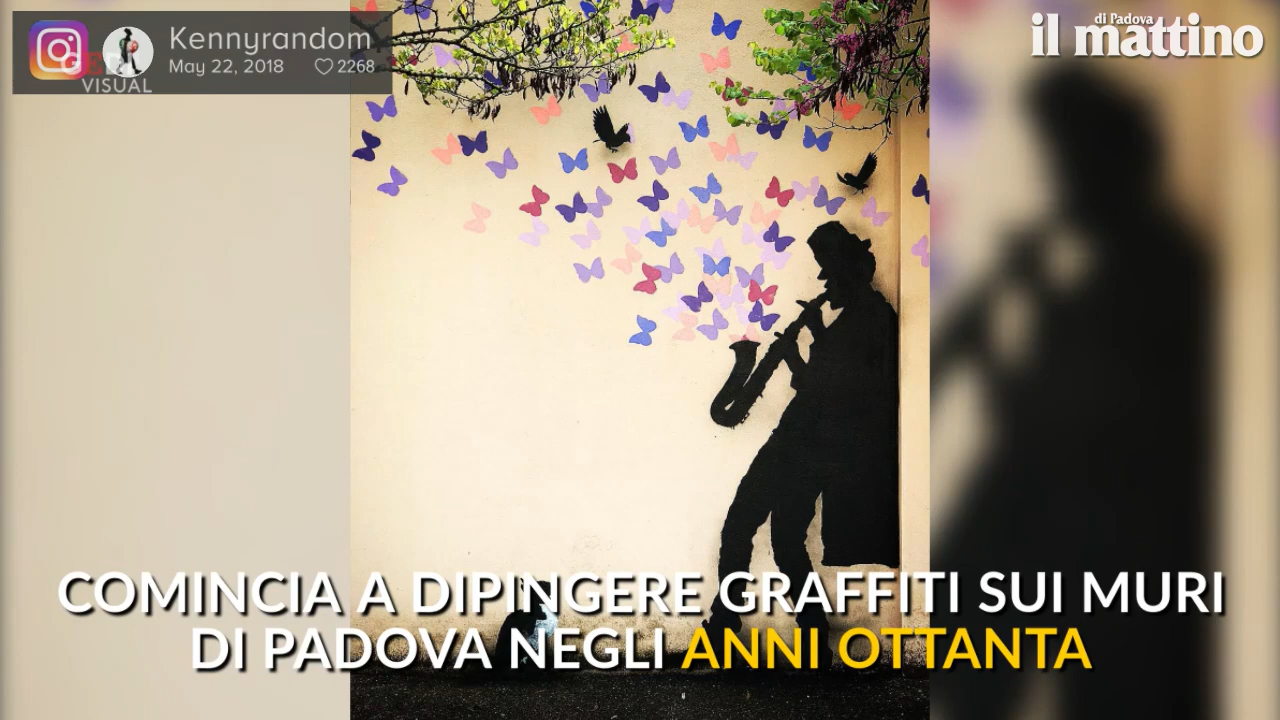 Kennyrandom
May 22, 2018
2268
VISUAL
di Padova
il mattino
COMINCIA A DIPINGERE GRAFFITI SUI MURI
DI PADOVA NEGLI ANNI OTTANTA